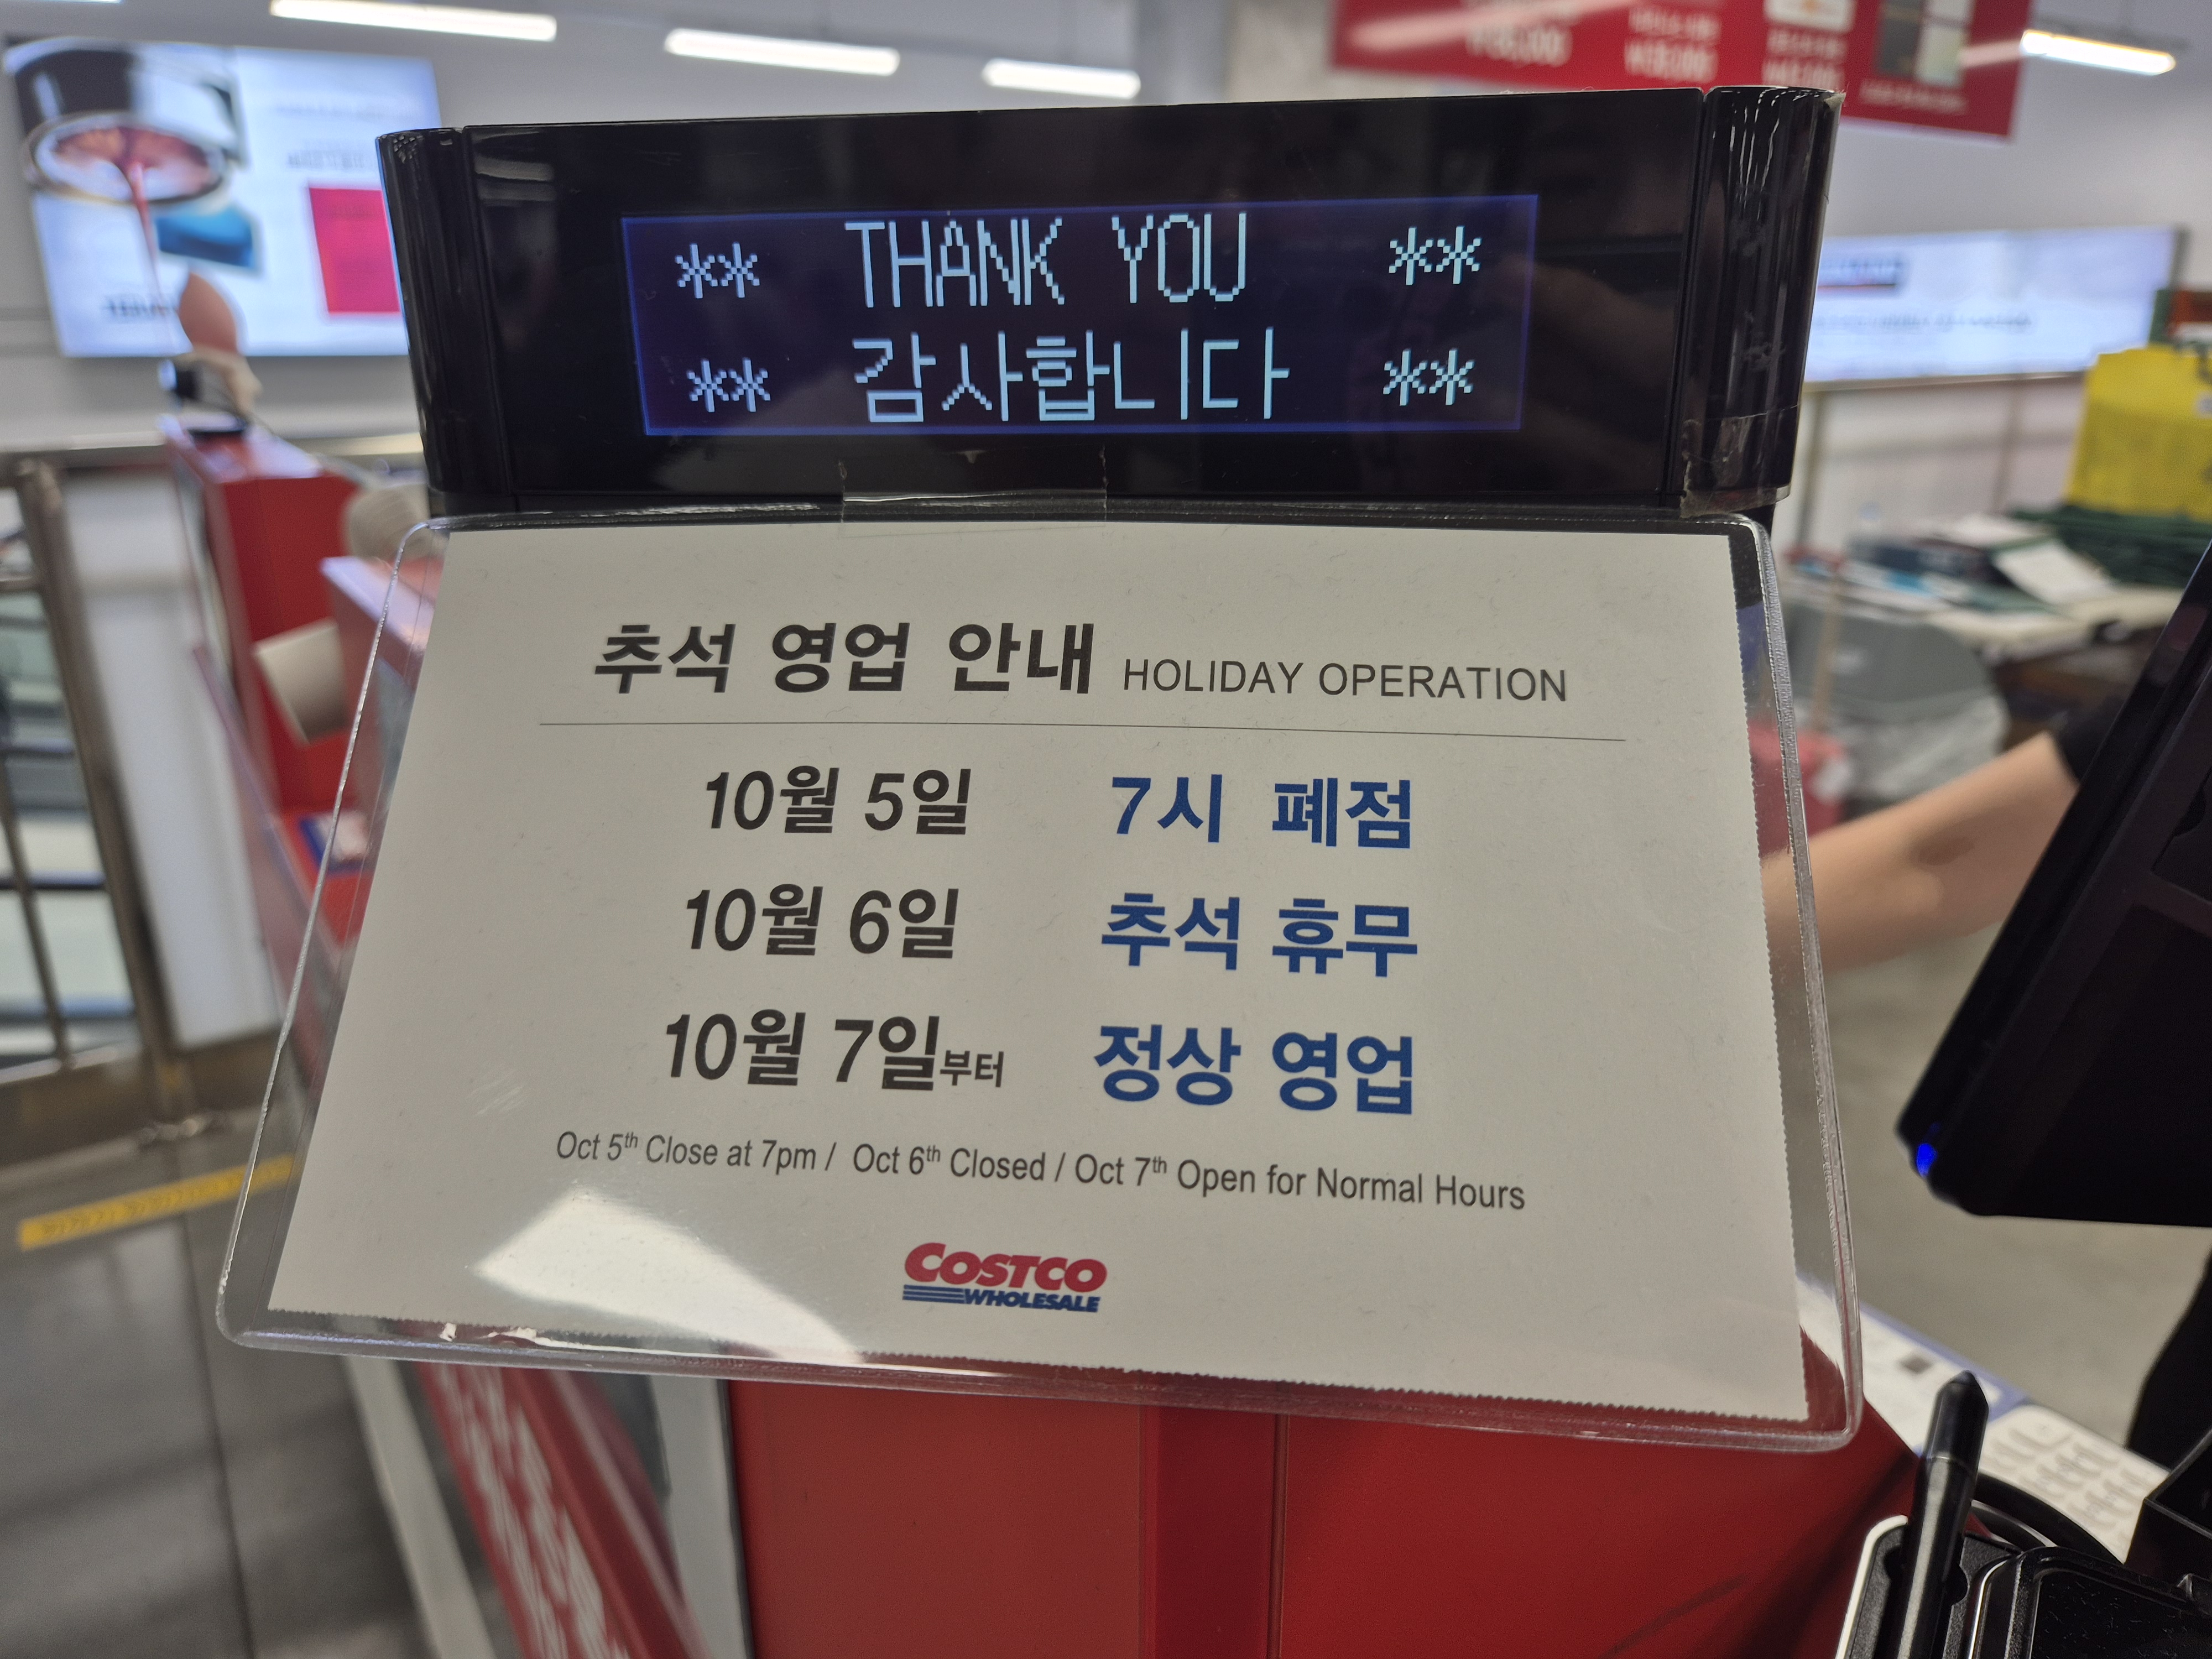 ** THANK YOU **
** 감사합니다 **
추석 영업 안내 HOLIDAY OPERATION
10월 5일 7시 폐점
10월 6일 추석 휴무
10월 7일부터 정상 영업
Oct 5th Close at 7pm / Oct 6th Closed / Oct 7th Open for Normal Hours
COSTCO
WHOLESALE